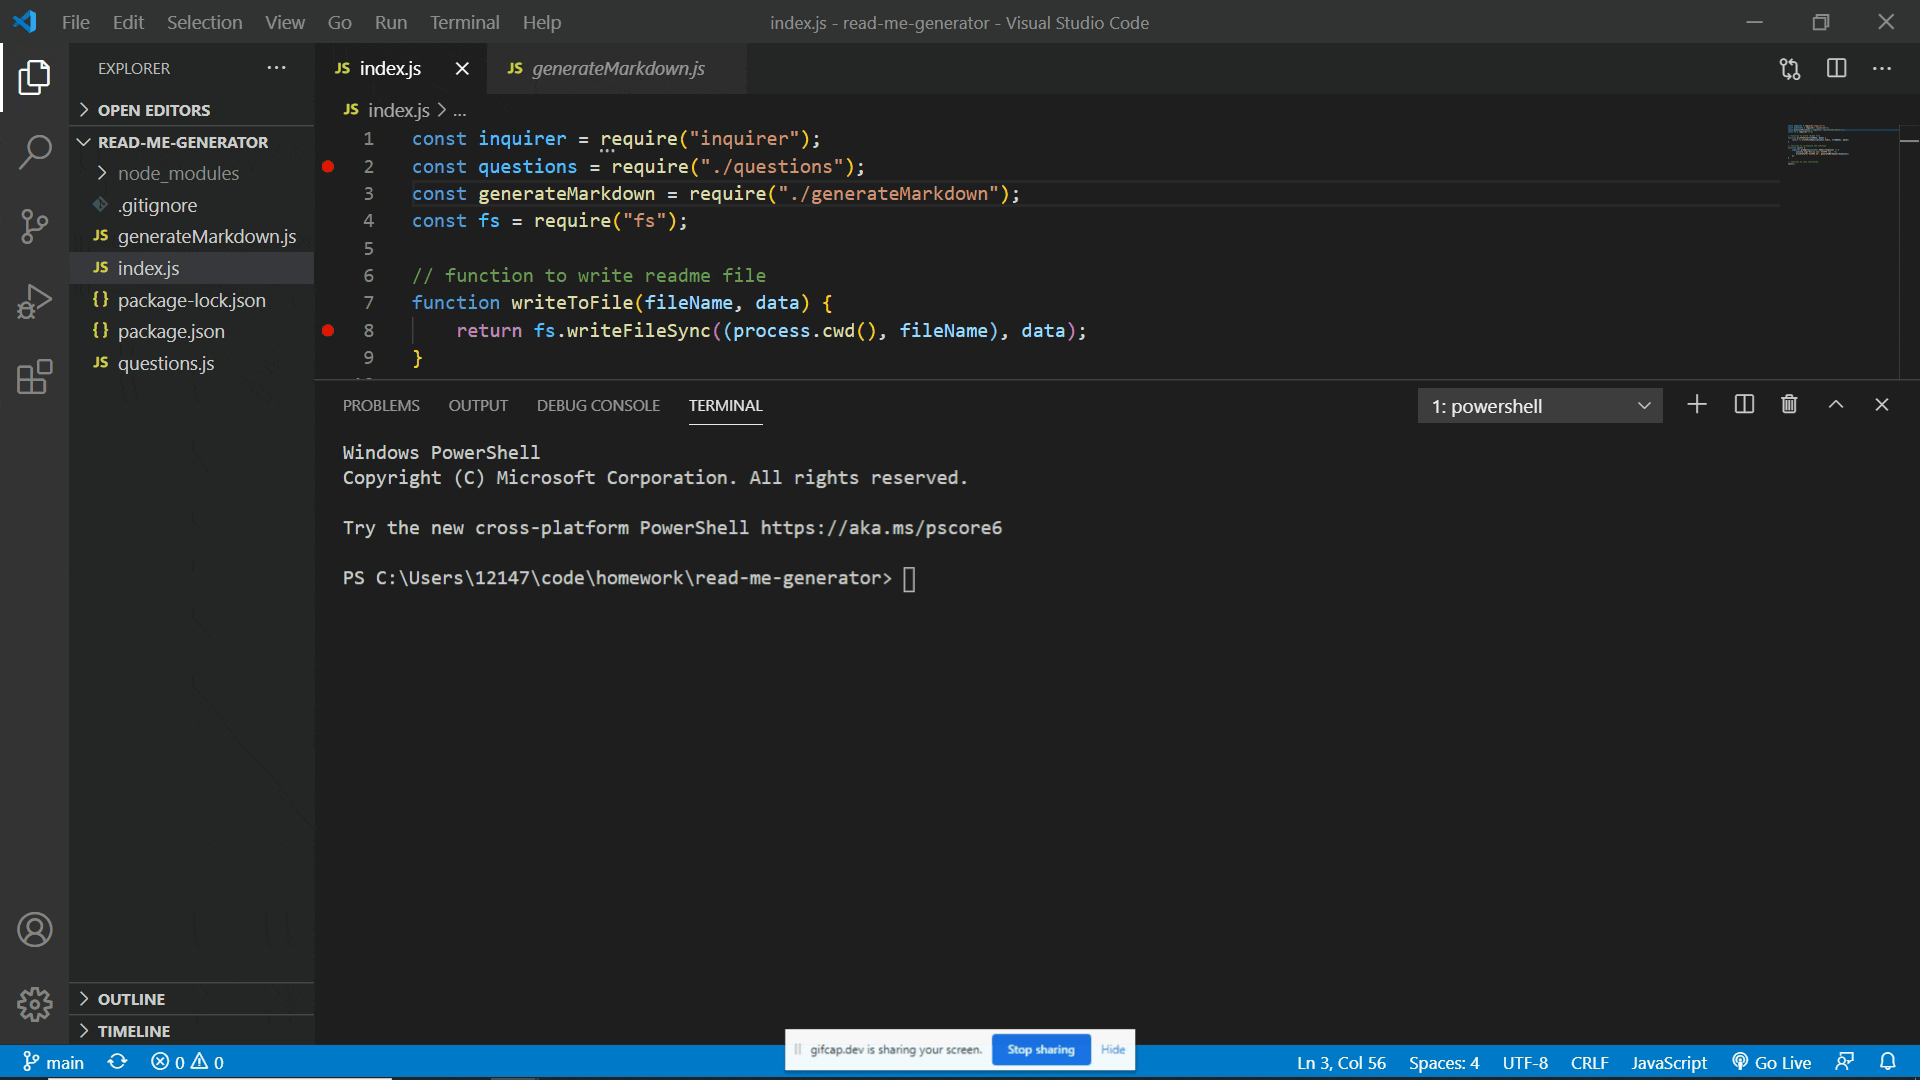 File Edit Selection View Go Run Terminal Help
index.js - read-me-generator - Visual Studio Code
EXPLORER
OPEN EDITORS
READ-ME-GENERATOR
node_modules
.gitignore
JS generateMarkdown.js
JS index.js
{} package-lock.json
{} package.json
JS questions.js
OUTLINE
TIMELINE
JS index.js
JS generateMarkdown.js
JS index.js > ...
1 const inquirer = require("inquirer");
2 const questions = require("./questions");
3 const generateMarkdown = require("./generateMarkdown");
4 const fs = require("fs");
5
6 // function to write readme file
7 function writeToFile(fileName, data) {
8 return fs.writeFileSync((process.cwd(), fileName), data);
9 }
PROBLEMS OUTPUT DEBUG CONSOLE TERMINAL
1: powershell
Windows PowerShell
Copyright (C) Microsoft Corporation. All rights reserved.
Try the new cross-platform PowerShell https://aka.ms/pscore6
PS C:\Users\12147\code\homework\read-me-generator>
gifcap.dev is sharing your screen. Stop sharing Hide
main 0 0
Ln 3, Col 56 Spaces: 4 UTF-8 CRLF JavaScript Go Live